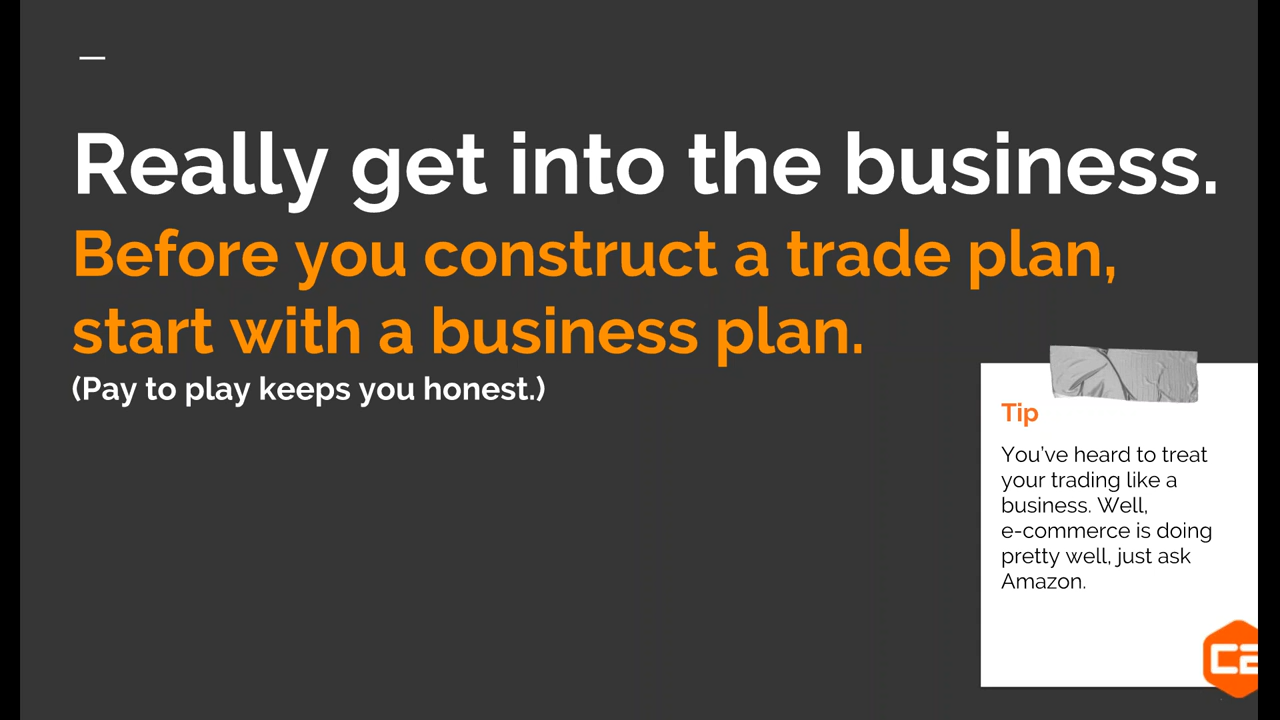 Really get into the business.
Before you construct a trade plan,
start with a business plan.
(Pay to play keeps you honest.)
Tip
You’ve heard to treat
your trading like a
business. Well,
e-commerce is doing
pretty well, just ask
Amazon.